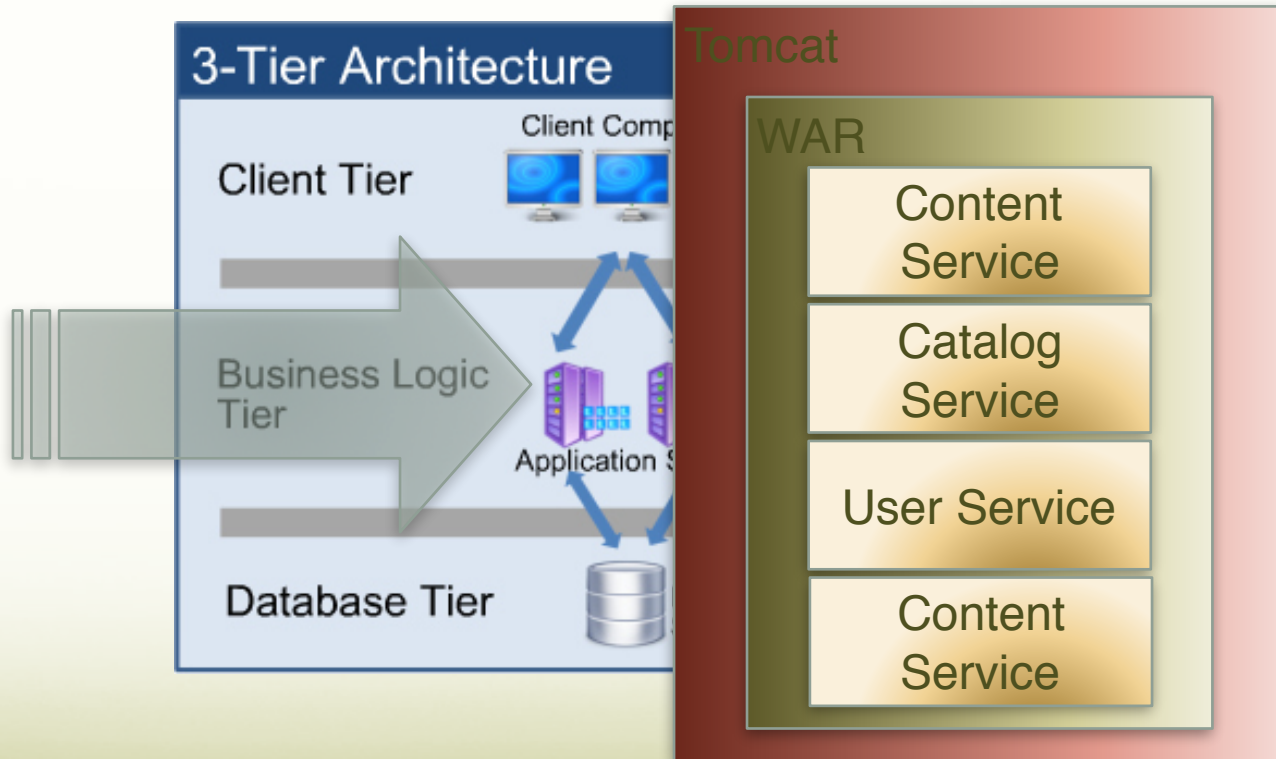 3-Tier Architecture
Client Comp
Client Tier
Business Logic
Tier
Application S
Database Tier
Tomcat
WAR
Content
Service
Catalog
Service
User Service
Content
Service